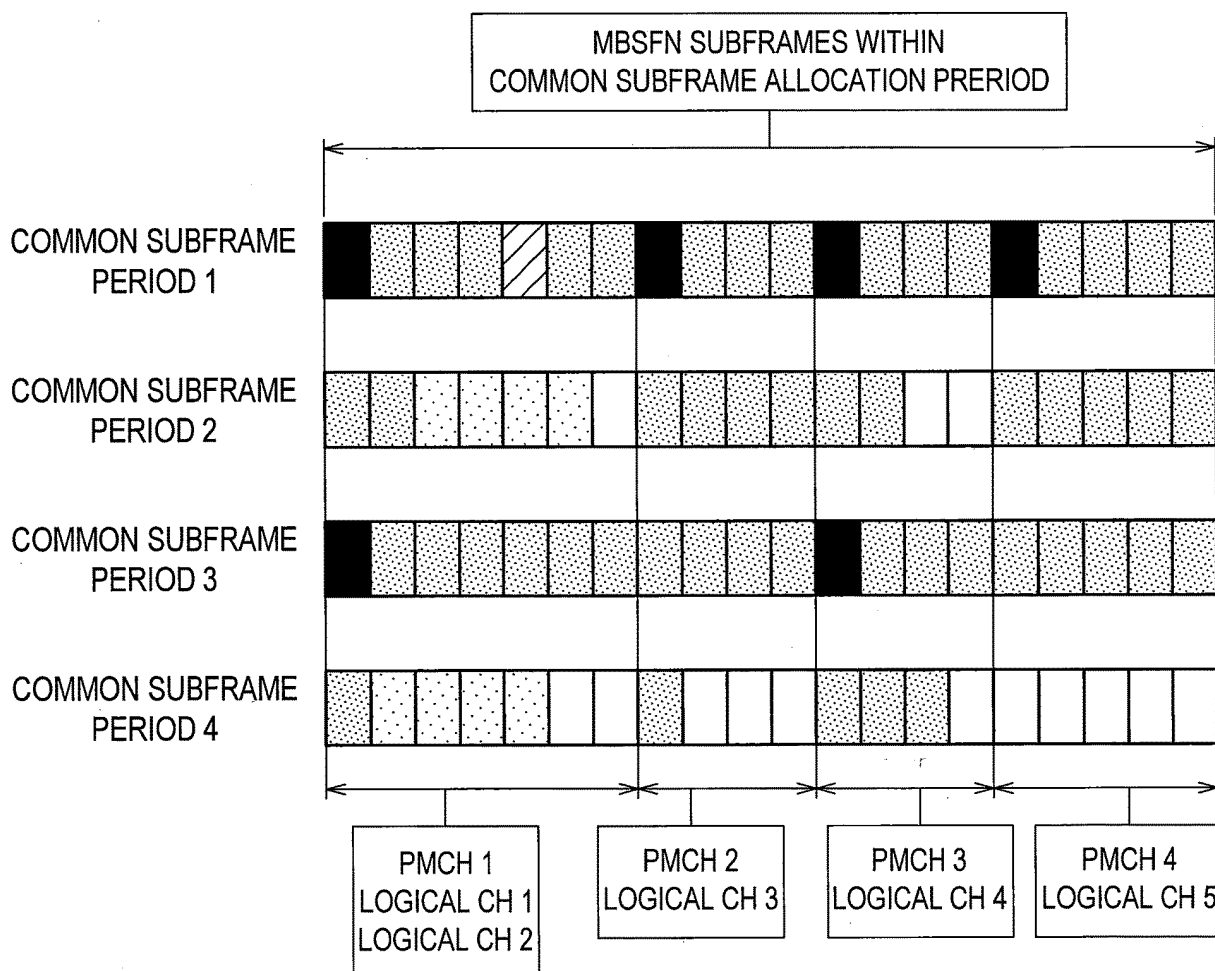 MBSFN SUBFRAMES WITHIN
COMMON SUBFRAME ALLOCATION PRERIOD
COMMON SUBFRAME
PERIOD 1
COMMON SUBFRAME
PERIOD 2
COMMON SUBFRAME
PERIOD 3
COMMON SUBFRAME
PERIOD 4
PMCH 1
LOGICAL CH 1
LOGICAL CH 2
PMCH 2
LOGICAL CH 3
PMCH 3
LOGICAL CH 4
PMCH 4
LOGICAL CH 5